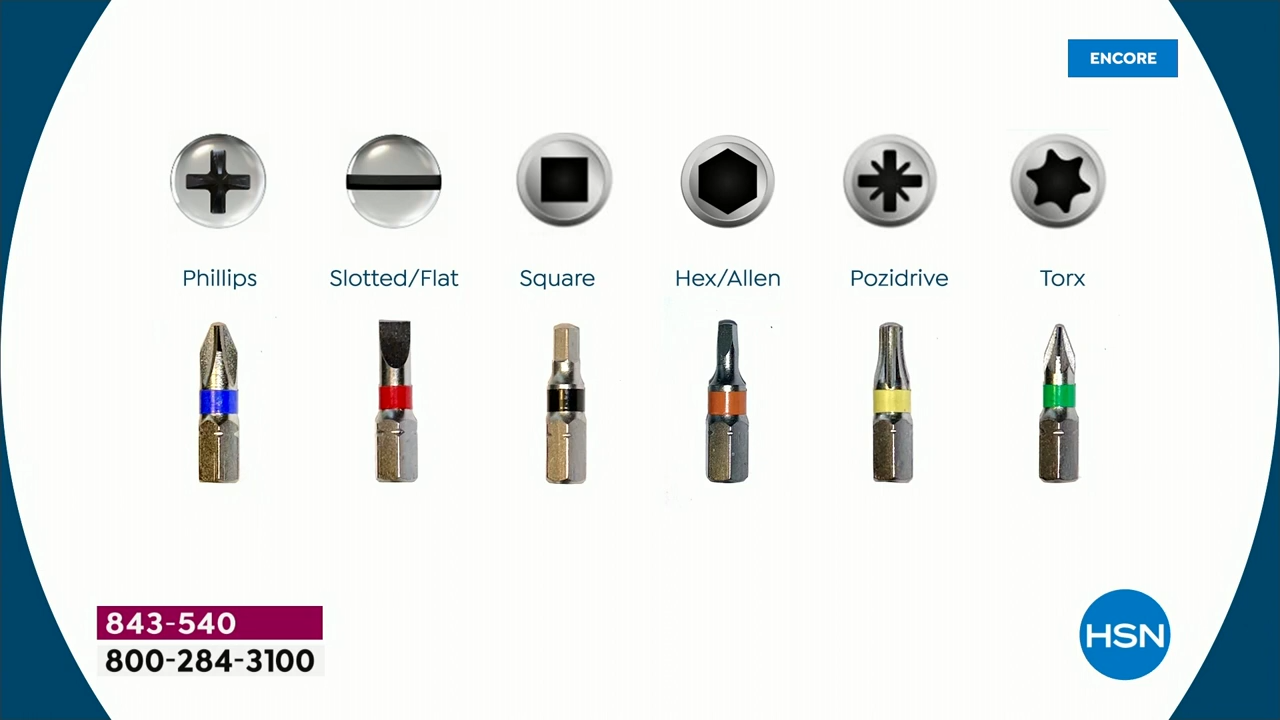 ENCORE
Phillips
Slotted/Flat
Square
Hex/Allen
Pozidrive
Torx
843-540
800-284-3100
HSN